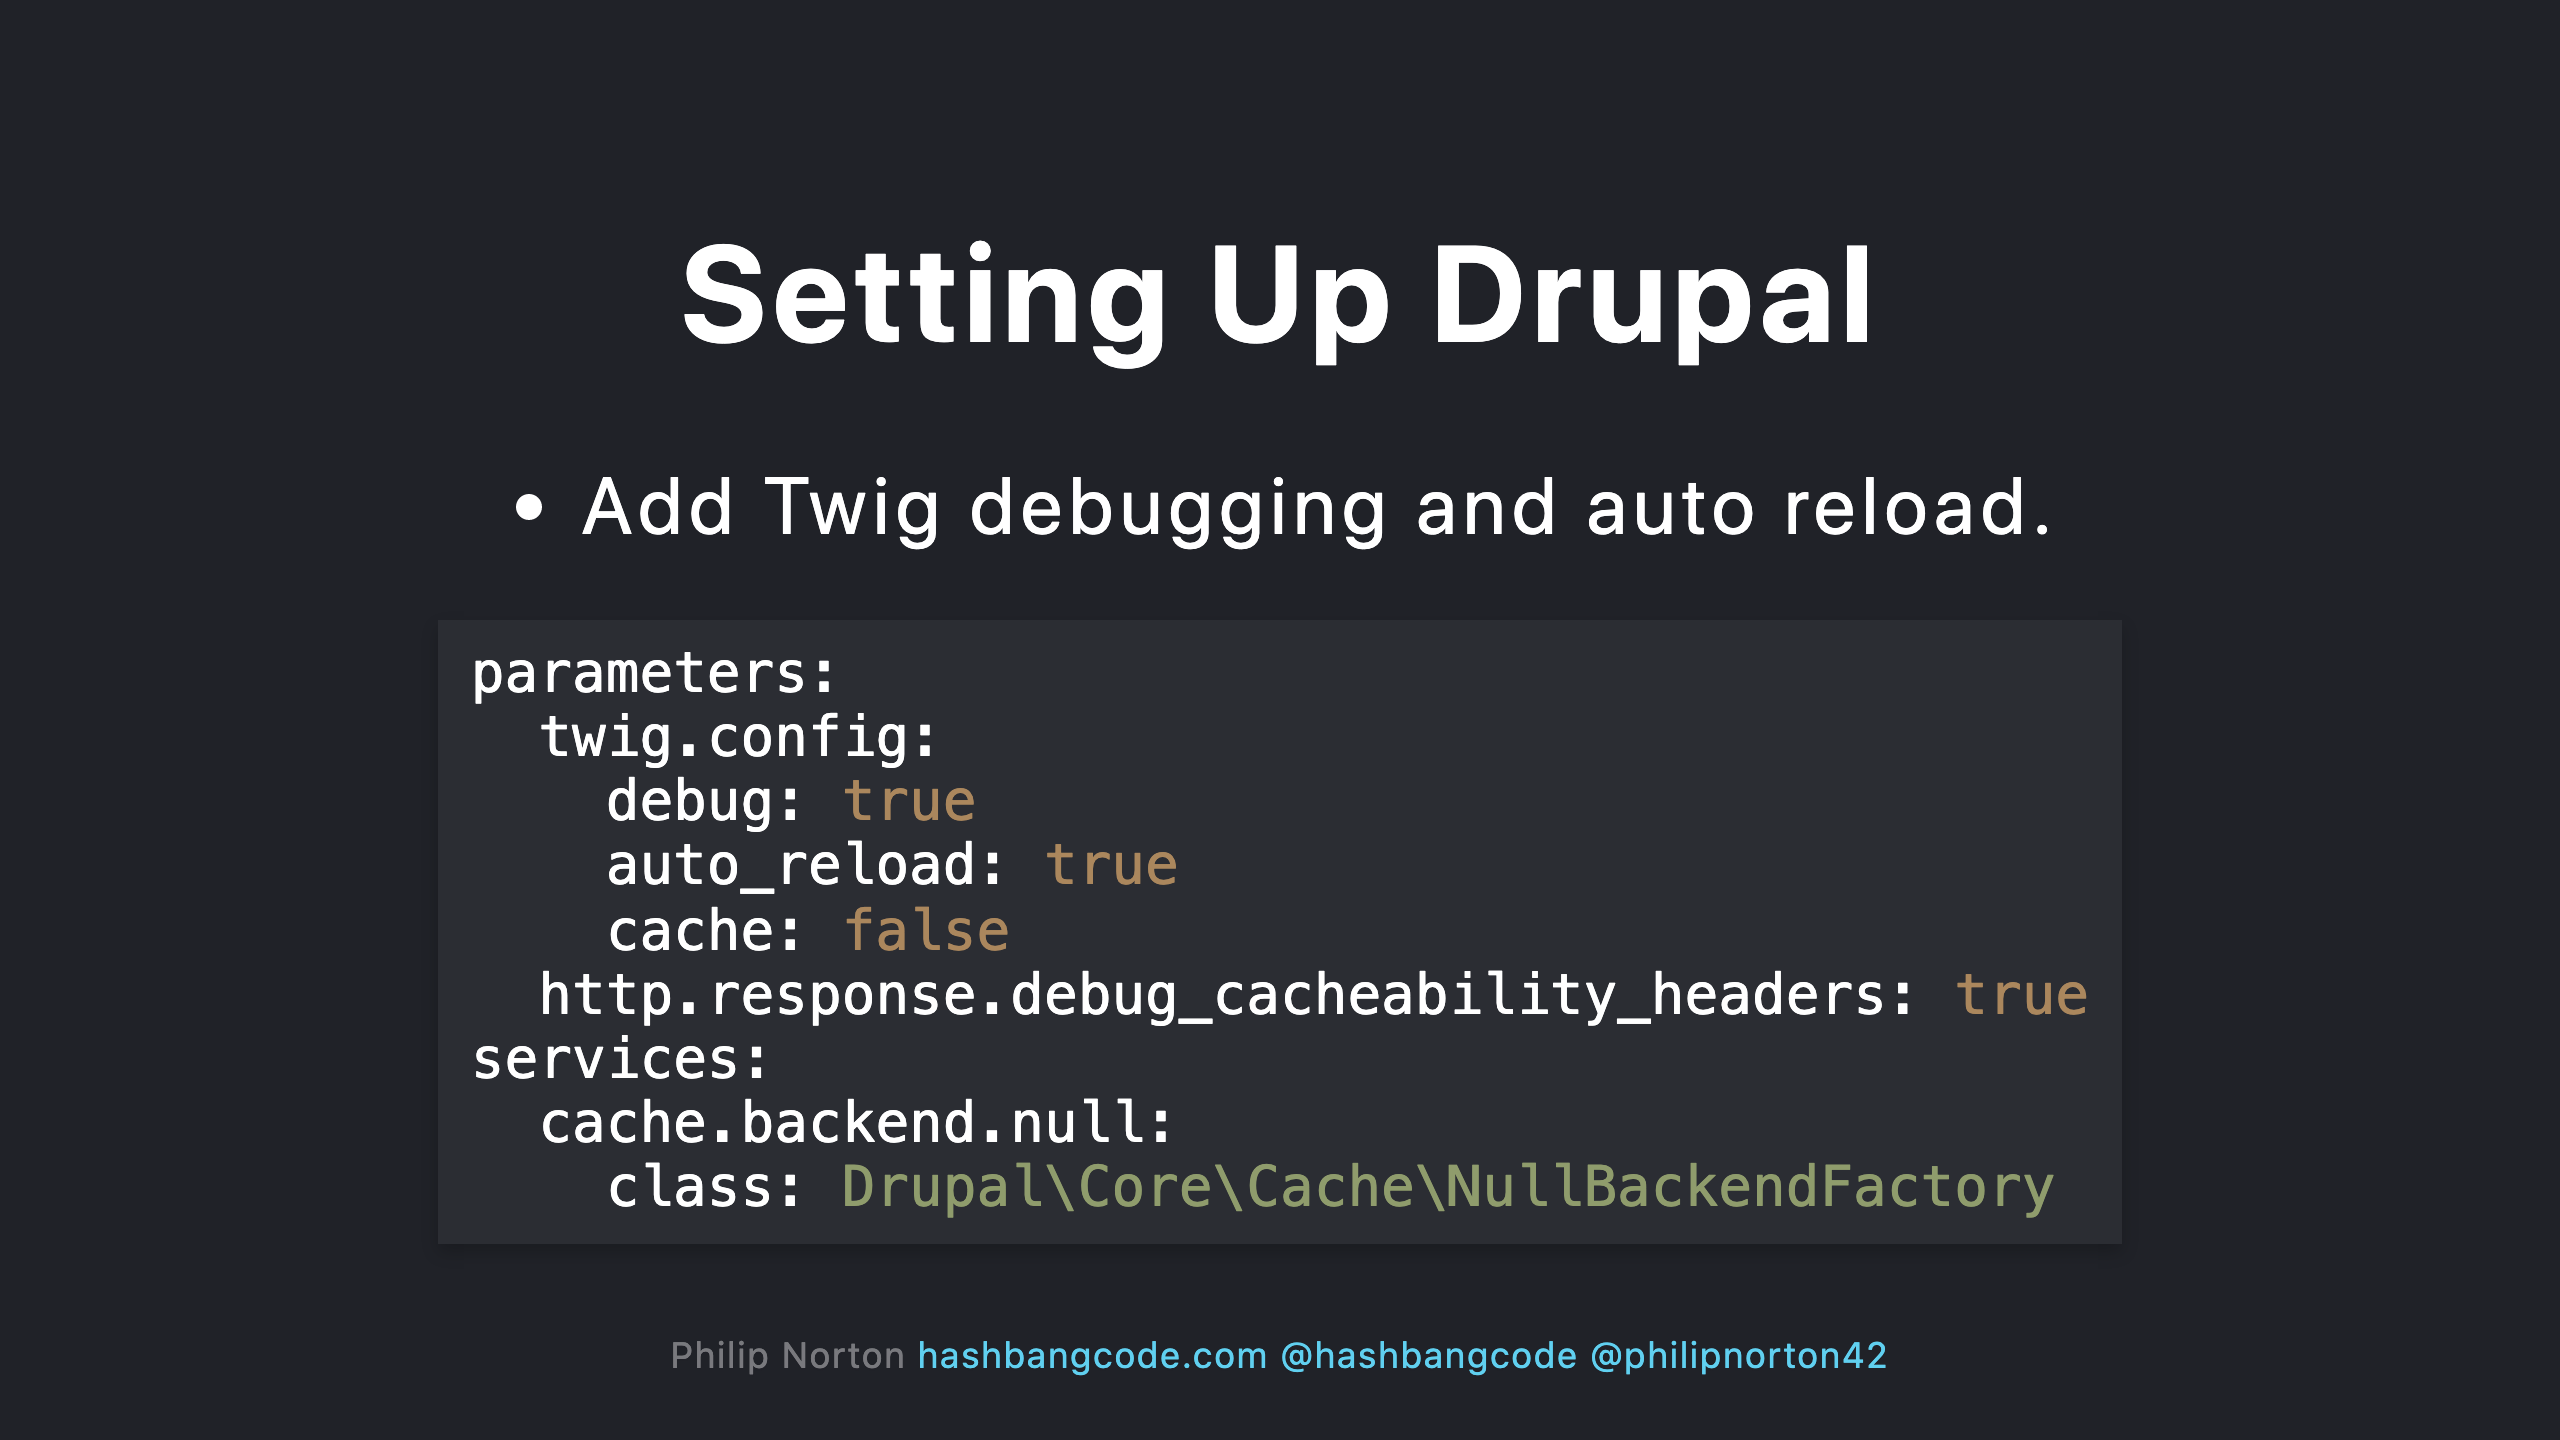 Setting Up Drupal
• Add Twig debugging and auto reload.
parameters:
  twig.config:
    debug: true
    auto_reload: true
    cache: false
  http.response.debug_cacheability_headers: true
services:
  cache.backend.null:
    class: Drupal\Core\Cache\NullBackendFactory
Philip Norton hashbangcode.com @hashbangcode @philipnorton42